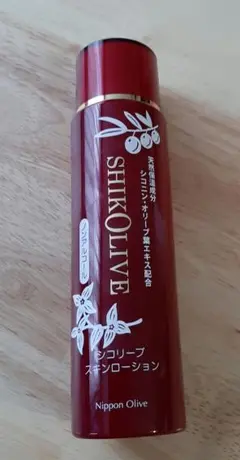 天然保湿成分
シコニン・オリーブ葉エキス配合
SHIKOLIVE
ノンアルコール
シコリーブ
スキンローション
Nippon Olive